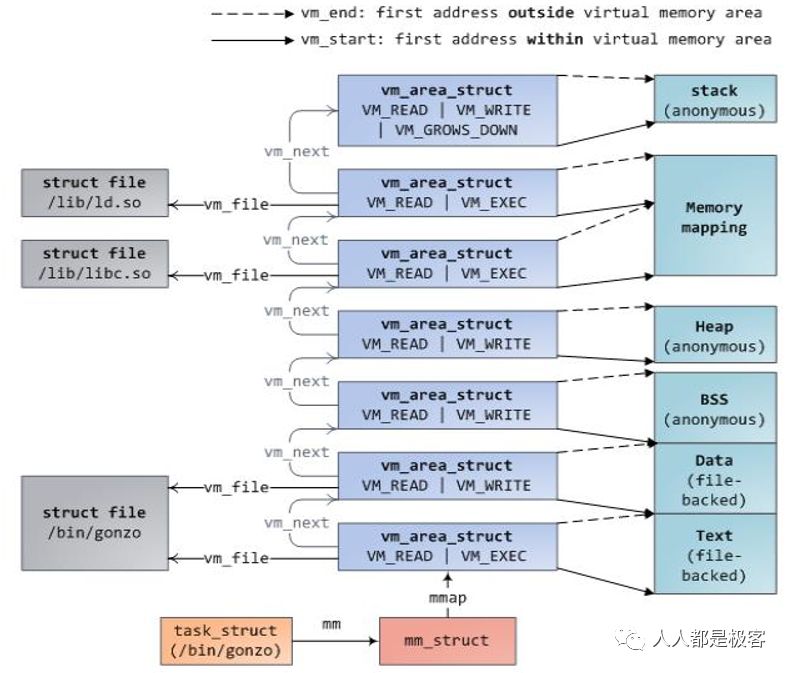 vm_end: first address outside virtual memory area
vm_start: first address within virtual memory area
vm_area_struct
VM_READ | VM_WRITE
| VM_GROWS_DOWN
stack
(anonymous)
vm_next
struct file
/lib/ld.so
vm_file
vm_area_struct
VM_READ | VM_EXEC
Memory
mapping
vm_next
struct file
/lib/libc.so
vm_file
vm_area_struct
VM_READ | VM_EXEC
vm_next
vm_area_struct
VM_READ | VM_WRITE
Heap
(anonymous)
vm_next
vm_area_struct
VM_READ | VM_WRITE
BSS
(anonymous)
vm_next
vm_area_struct
VM_READ | VM_WRITE
Data
(file-
backed)
vm_file
struct file
/bin/gonzo
vm_next
vm_area_struct
VM_READ | VM_EXEC
Text
(file-
backed)
vm_file
mmap
task_struct
(/bin/gonzo)
mm
mm_struct
人人都是极客